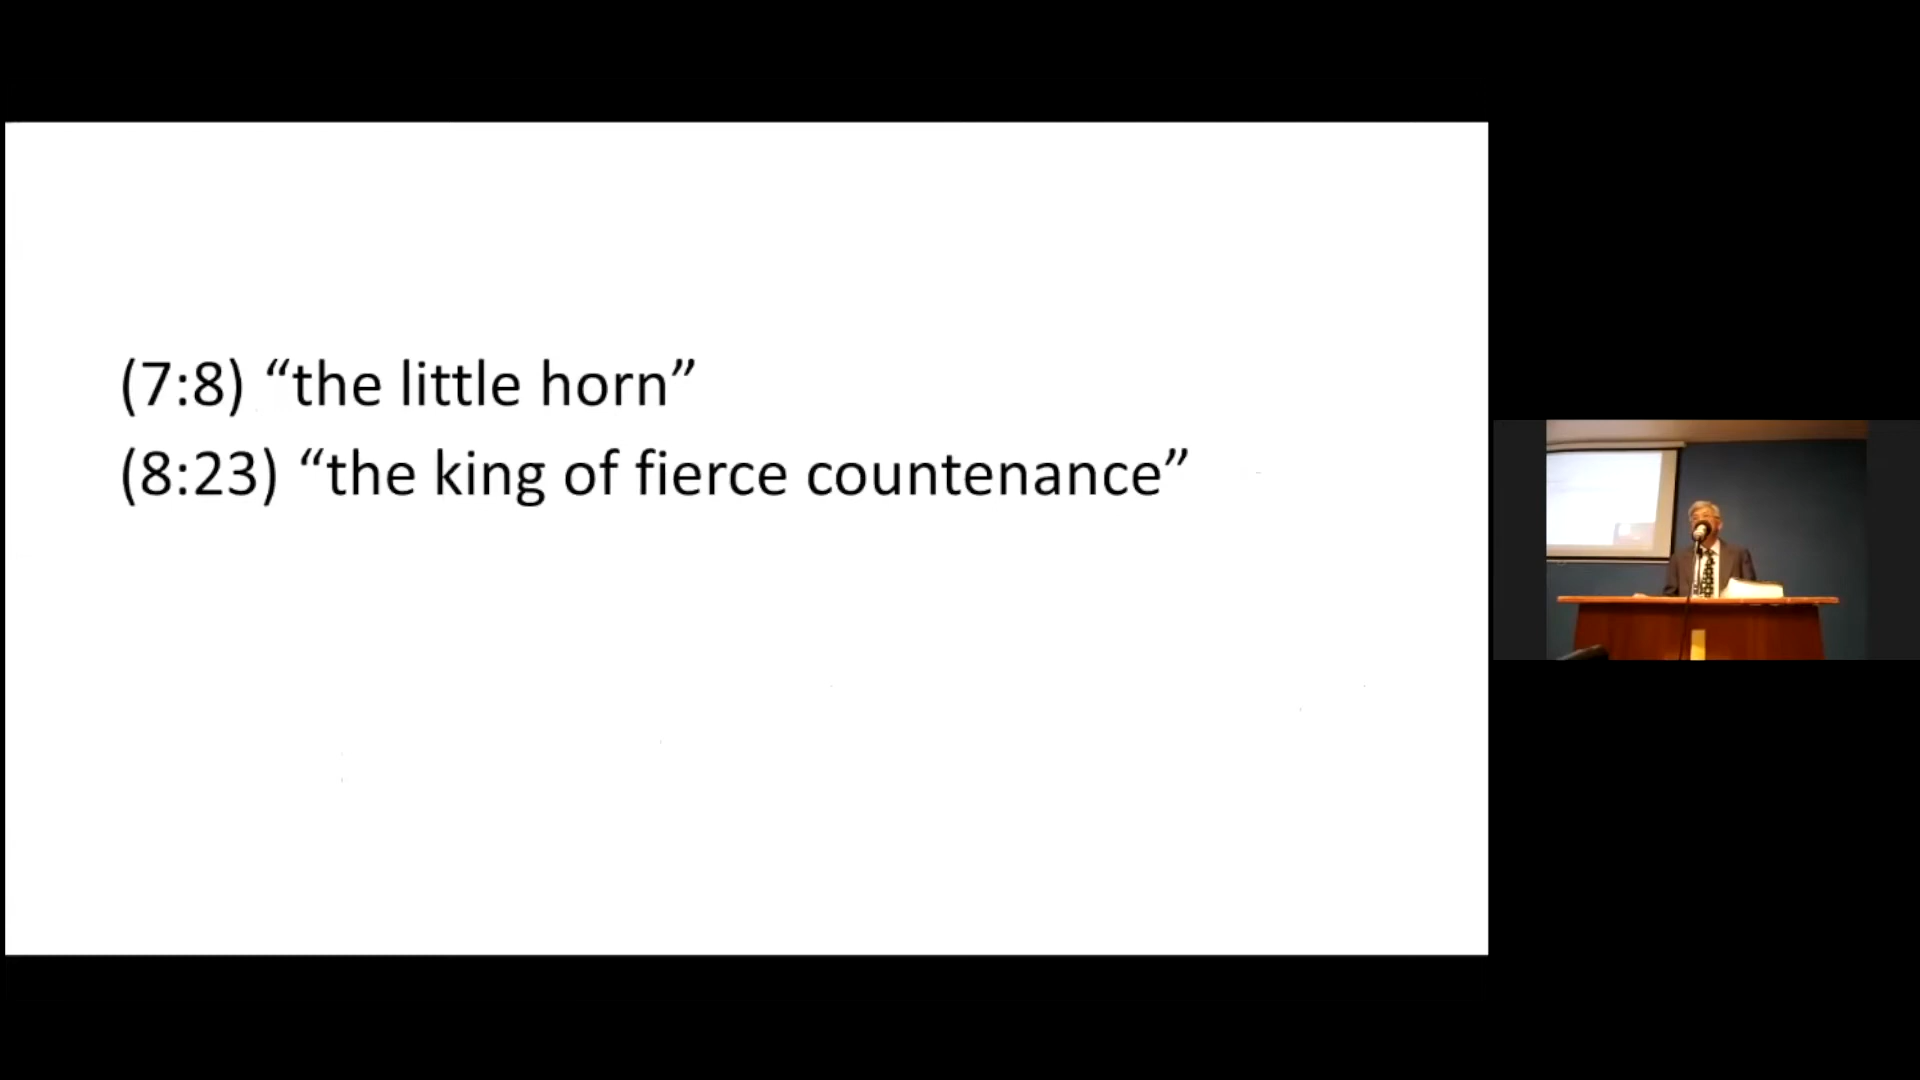 (7:8) “the little horn”
(8:23) “the king of fierce countenance”